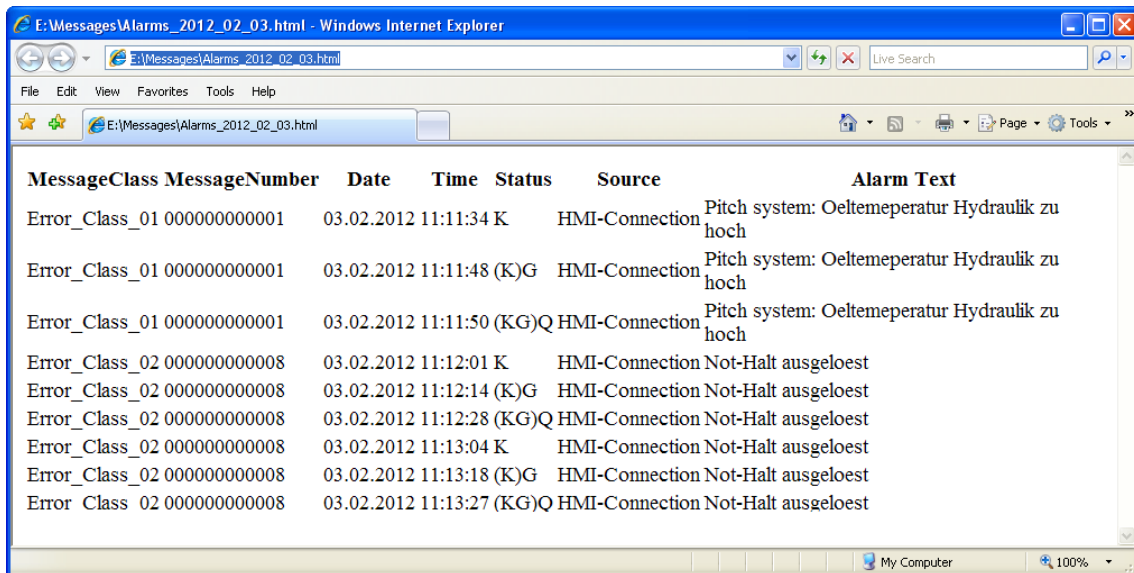 E:\Messages\Alarms_2012_02_03.html - Windows Internet Explorer
E:\Messages\Alarms_2012_02_03.html Live Search
File Edit View Favorites Tools Help
E:\Messages\Alarms_2012_02_03.html Page Tools »
MessageClass MessageNumber Date Time Status Source Alarm Text
Error_Class_01 000000000001 03.02.2012 11:11:34 K HMI-Connection Pitch system: Oeltemeperatur Hydraulik zu
hoch
Error_Class_01 000000000001 03.02.2012 11:11:48 (K)G HMI-Connection Pitch system: Oeltemeperatur Hydraulik zu
hoch
Error_Class_01 000000000001 03.02.2012 11:11:50 (KG)Q HMI-Connection Pitch system: Oeltemeperatur Hydraulik zu
hoch
Error_Class_02 000000000008 03.02.2012 11:12:01 K HMI-Connection Not-Halt ausgeloest
Error_Class_02 000000000008 03.02.2012 11:12:14 (K)G HMI-Connection Not-Halt ausgeloest
Error_Class_02 000000000008 03.02.2012 11:12:28 (KG)Q HMI-Connection Not-Halt ausgeloest
Error_Class_02 000000000008 03.02.2012 11:13:04 K HMI-Connection Not-Halt ausgeloest
Error_Class_02 000000000008 03.02.2012 11:13:18 (K)G HMI-Connection Not-Halt ausgeloest
Error_Class_02 000000000008 03.02.2012 11:13:27 (KG)Q HMI-Connection Not-Halt ausgeloest
My Computer 100%